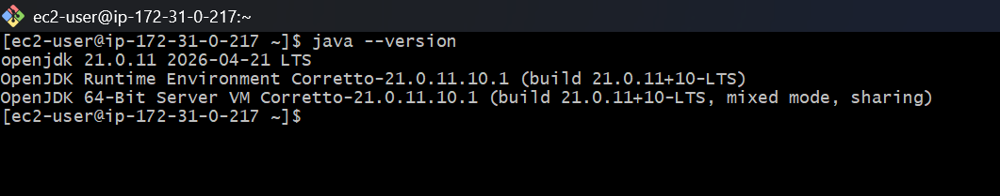 ec2-user@ip-172-31-0-217:~
[ec2-user@ip-172-31-0-217 ~]$ java --version
openjdk 21.0.11 2026-04-21 LTS
OpenJDK Runtime Environment Corretto-21.0.11.10.1 (build 21.0.11+10-LTS)
OpenJDK 64-Bit Server VM Corretto-21.0.11.10.1 (build 21.0.11+10-LTS, mixed mode, sharing)
[ec2-user@ip-172-31-0-217 ~]$